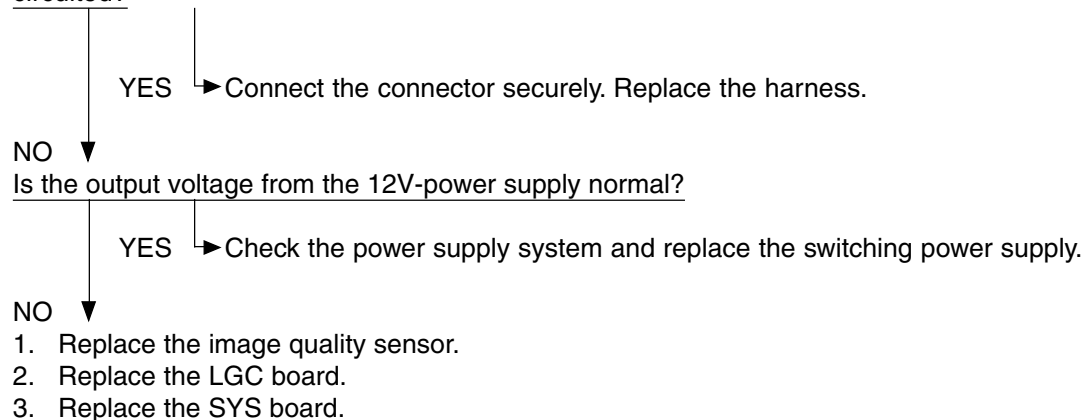 YES Connect the connector securely. Replace the harness.
NO
Is the output voltage from the 12V-power supply normal?
YES Check the power supply system and replace the switching power supply.
NO
1. Replace the image quality sensor.
2. Replace the LGC board.
3. Replace the SYS board.